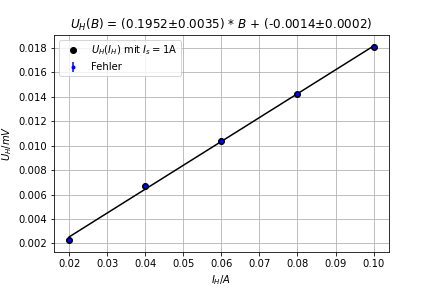 U_H(B) = (0.1952±0.0035) * B + (-0.0014±0.0002)
U_H(I_H) mit I_s = 1A
Fehler
0.018
0.016
0.014
0.012
0.010
0.008
0.006
0.004
0.002
U_H/mV
0.02 0.03 0.04 0.05 0.06 0.07 0.08 0.09 0.10
I_H/A